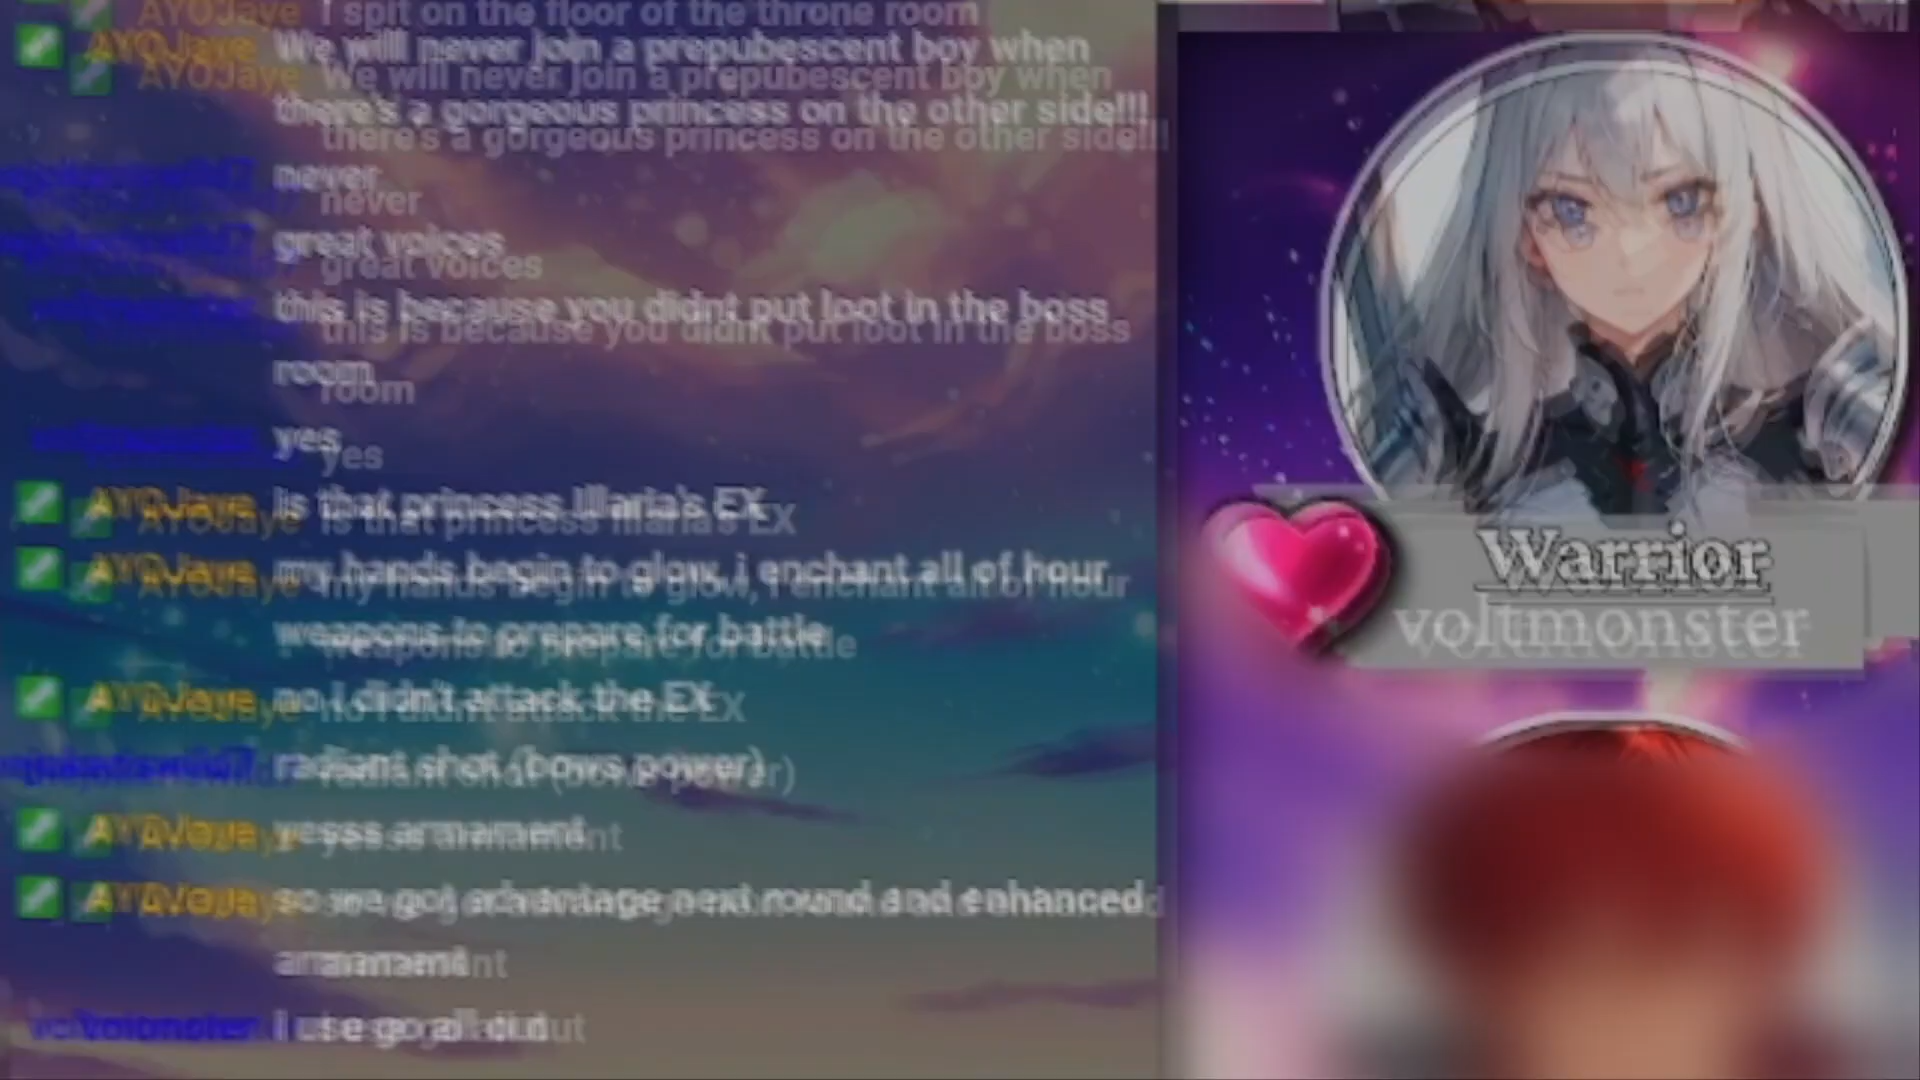 AYOJaye I spit on the floor of the throne room
AYOJaye We will never join a prepubescent boy when
there's a gorgeous princess on the other side!!!
never
great voices
this is because you didnt put loot in the boss
room
yes
AYOJaye Is that princess Illaria's EX
AYOJaye my hands begin to glow, i enchant all of hour
weapons to prepare for battle
AYOJaye no i didn't attack the EX
radiant shot (bows power)
AYOJaye yesss armament
AYOJaye so we got advantage next round and enhanced
armament
voltmonster i use go all out
Warrior
voltmonster